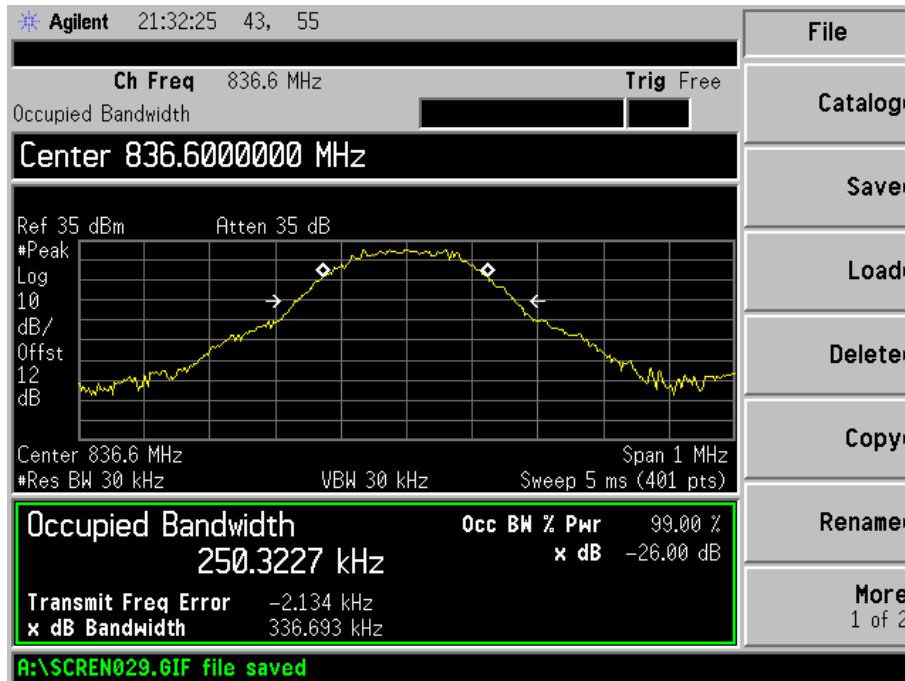 Agilent 21:32:25 43, 55
File
Ch Freq 836.6 MHz Trig Free
Occupied Bandwidth
Catalog
Center 836.6000000 MHz
Save
Ref 35 dBm Atten 35 dB
#Peak
Log
10
dB/
Offst
12
dB
Load
Delete
Copy
Center 836.6 MHz Span 1 MHz
#Res BW 30 kHz VBW 30 kHz Sweep 5 ms (401 pts)
Occupied Bandwidth Occ BW % Pwr 99.00 %
250.3227 kHz x dB -26.00 dB
Rename
Transmit Freq Error -2.134 kHz
x dB Bandwidth 336.693 kHz
More
1 of 2
A:\SCREN029.GIF file saved